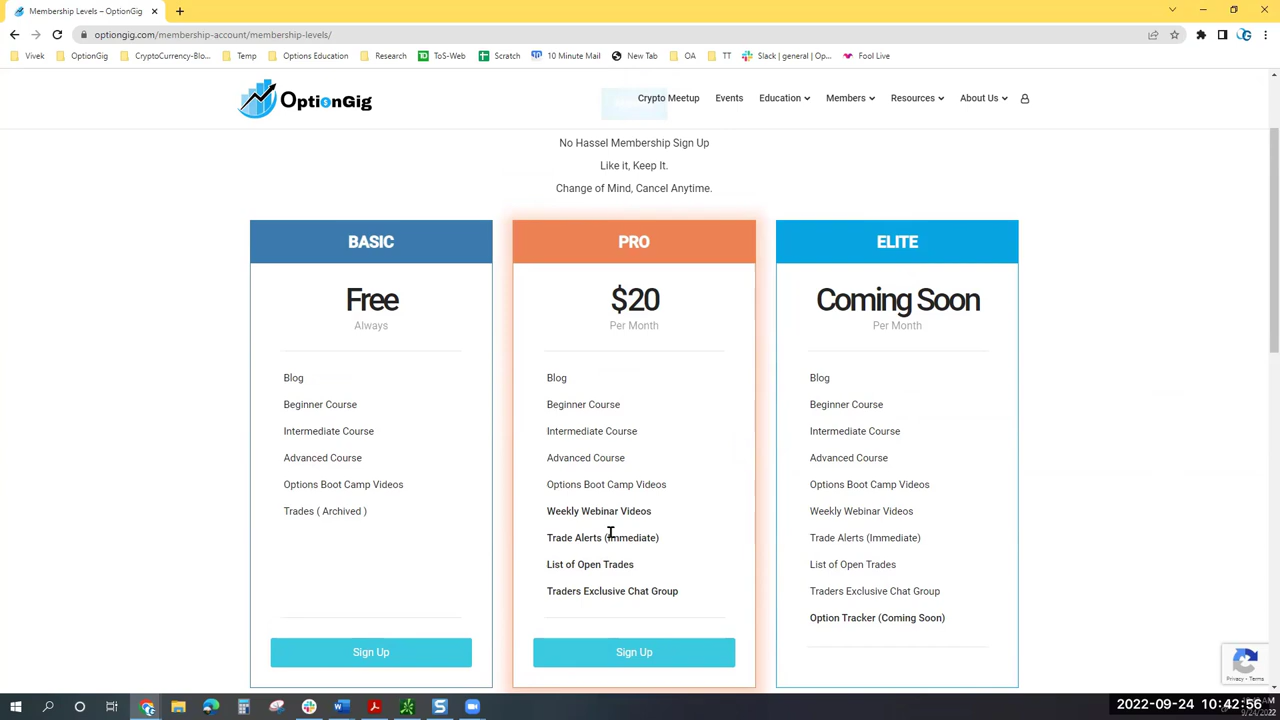 Membership Levels – OptionGig
optiongig.com/membership-account/membership-levels/
Vivek
OptionGig
CryptoCurrency-Blo...
Temp
Options Education
Research
ToS-Web
Scratch
10 Minute Mail
New Tab
OA
TT
Slack | general | Op...
Fool Live
OptionGig
Crypto Meetup
Events
Education
Members
Resources
About Us
No Hassel Membership Sign Up
Like it, Keep It.
Change of Mind, Cancel Anytime.
BASIC
Free
Always
Blog
Beginner Course
Intermediate Course
Advanced Course
Options Boot Camp Videos
Trades ( Archived )
Sign Up
PRO
$20
Per Month
Blog
Beginner Course
Intermediate Course
Advanced Course
Options Boot Camp Videos
Weekly Webinar Videos
Trade Alerts (Immediate)
List of Open Trades
Traders Exclusive Chat Group
Sign Up
ELITE
Coming Soon
Per Month
Blog
Beginner Course
Intermediate Course
Advanced Course
Options Boot Camp Videos
Weekly Webinar Videos
Trade Alerts (Immediate)
List of Open Trades
Traders Exclusive Chat Group
Option Tracker (Coming Soon)
Privacy - Terms
2022-09-24 10:42:56